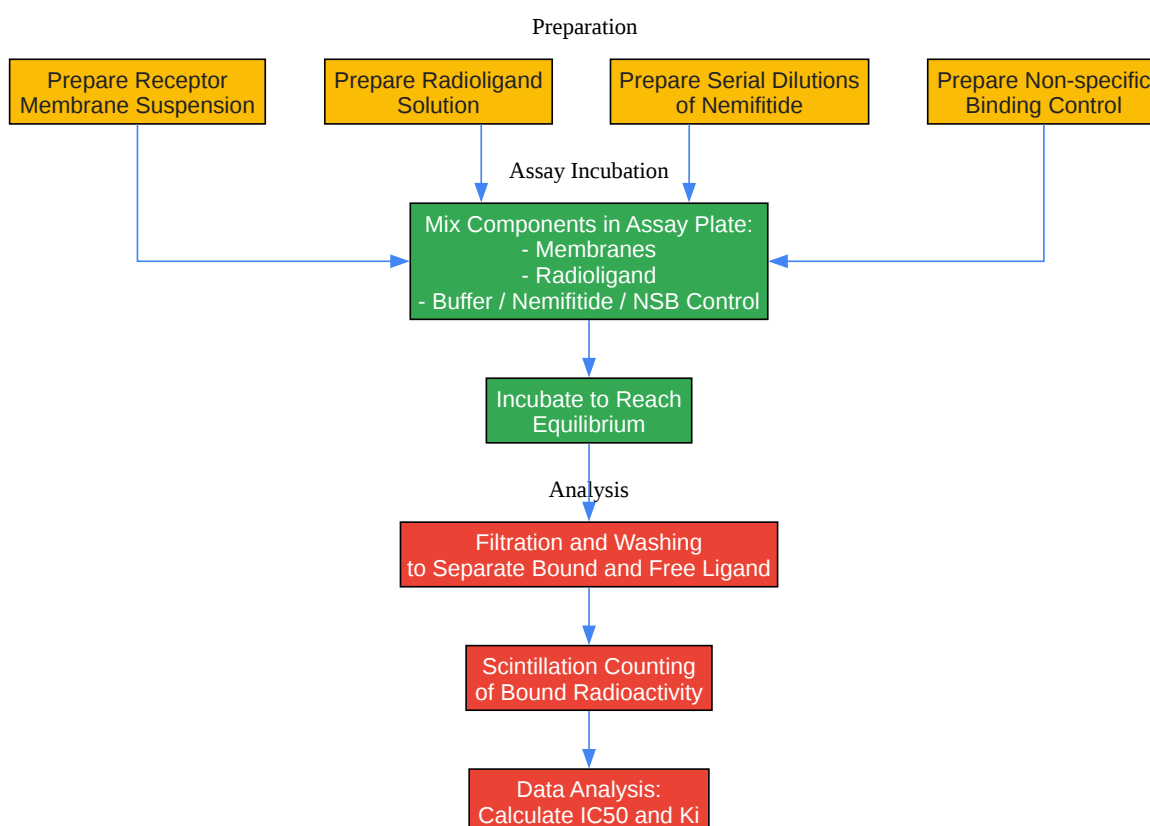 Preparation
Prepare Receptor
Membrane Suspension
Prepare Radioligand
Solution
Prepare Serial Dilutions
of Nemifitide
Prepare Non-specific
Binding Control
Assay Incubation
Mix Components in Assay Plate:
- Membranes
- Radioligand
- Buffer / Nemifitide / NSB Control
Incubate to Reach
Equilibrium
Analysis
Filtration and Washing
to Separate Bound and Free Ligand
Scintillation Counting
of Bound Radioactivity
Data Analysis:
Calculate IC50 and Ki